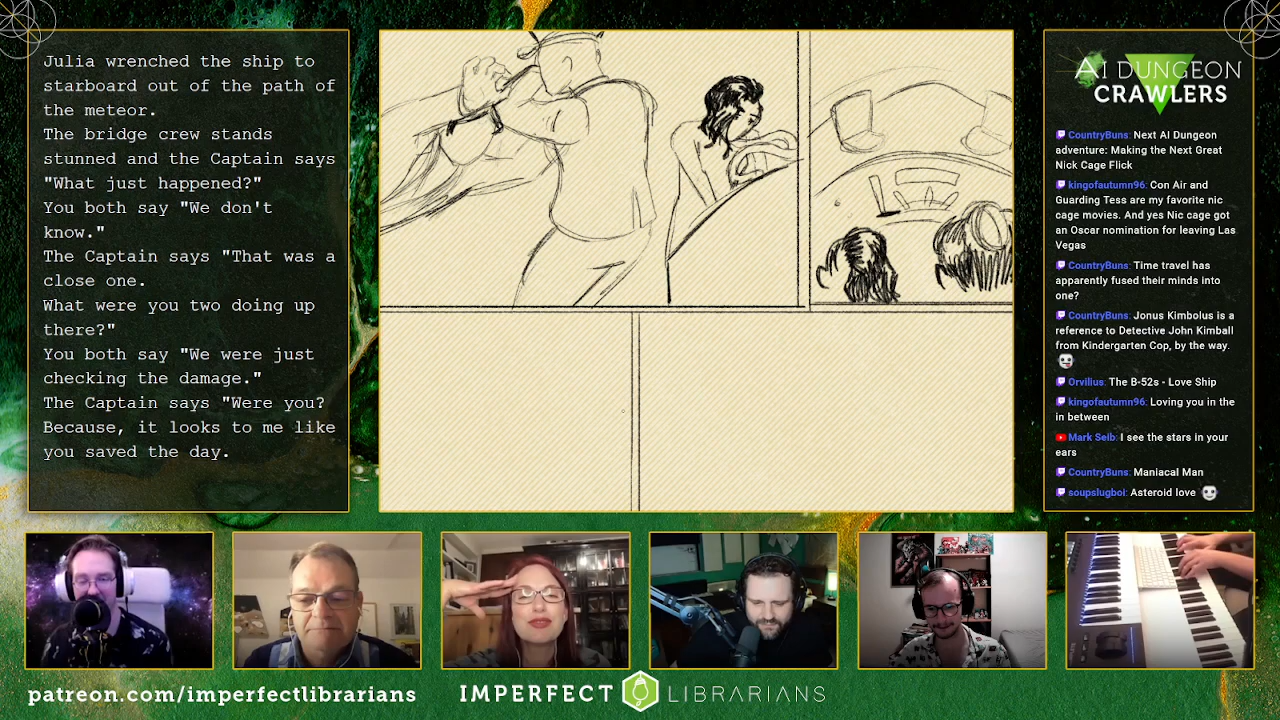 Julia wrenched the ship to
starboard out of the path of
the meteor.
The bridge crew stands
stunned and the Captain says
"What just happened?"
You both say "We don't
know."
The Captain says "That was a
close one.
What were you two doing up
there?"
You both say "We were just
checking the damage."
The Captain says "Were you?
Because, it looks to me like
you saved the day.
AI DUNGEON
CRAWLERS
CountryBuns: Next AI Dungeon
adventure: Making the Next Great
Nick Cage Flick
kingofautumn96: Con Air and
Guarding Tess are my favorite nic
cage movies. And yes Nic cage got
an Oscar nomination for leaving Las
Vegas
CountryBuns: Time travel has
apparently fused their minds into
one?
CountryBuns: Jonus Kimbolus is a
reference to Detective John Kimball
from Kindergarten Cop, by the way.
Orvilius: The B-52s - Love Ship
kingofautumn96: Loving you in the
in between
Mark Seib: I see the stars in your
ears
CountryBuns: Maniacal Man
soupslugboi: Asteroid love
patreon.com/imperfectlibrarians
IMPERFECT LIBRARIANS